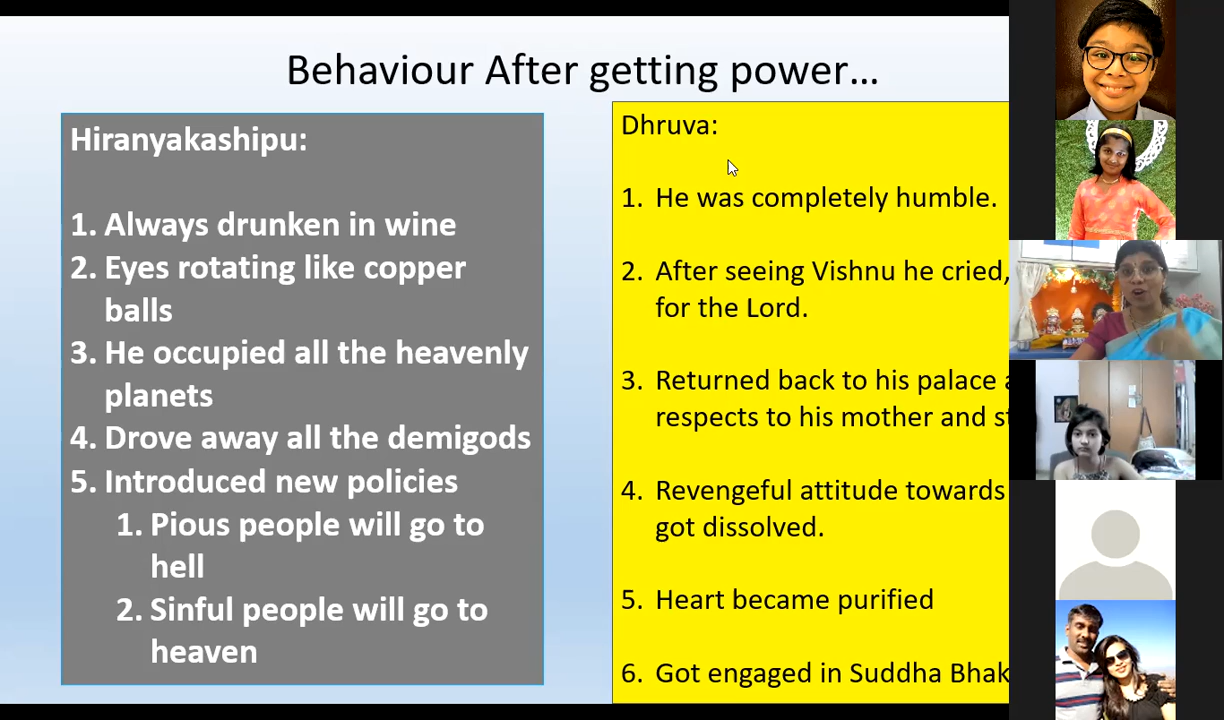 Behaviour After getting power...
Hiranyakashipu:
1. Always drunken in wine
2. Eyes rotating like copper
balls
3. He occupied all the heavenly
planets
4. Drove away all the demigods
5. Introduced new policies
1. Pious people will go to
hell
2. Sinful people will go to
heaven
Dhruva:
1. He was completely humble.
2. After seeing Vishnu he cried,
for the Lord.
3. Returned back to his palace
respects to his mother and
4. Revengeful attitude towards
got dissolved.
5. Heart became purified
6. Got engaged in Suddha